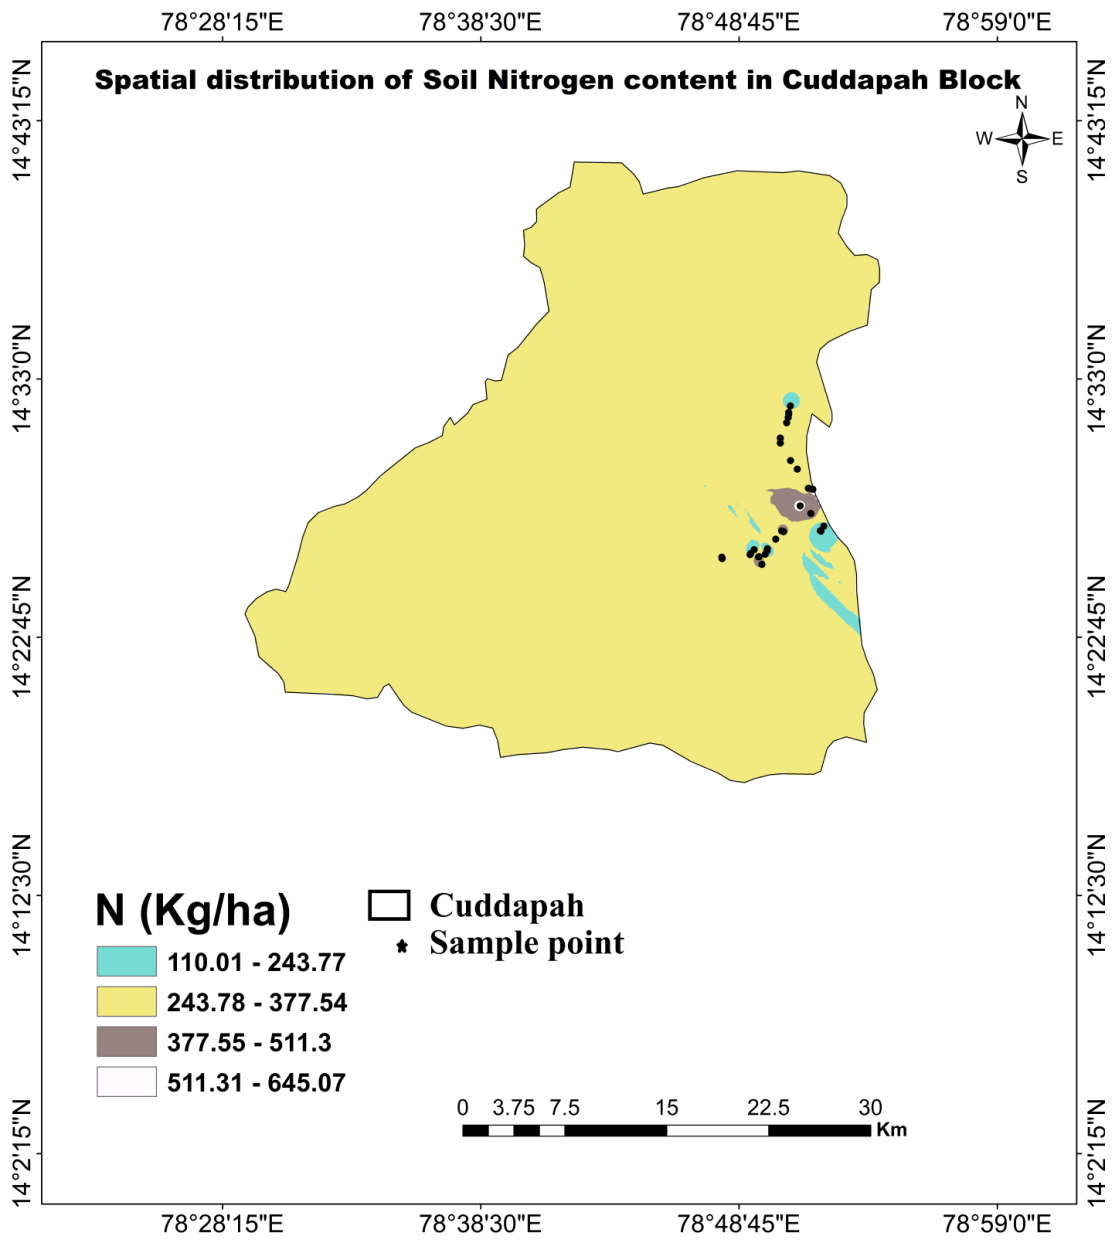 78°28'15"E 78°38'30"E 78°48'45"E 78°59'0"E
Spatial distribution of Soil Nitrogen content in Cuddapah Block
N
W E
S
14°43'15"N 14°43'15"N
14°33'0"N 14°33'0"N
14°22'45"N 14°22'45"N
14°12'30"N 14°12'30"N
14°2'15"N 14°2'15"N
N (Kg/ha)
110.01 - 243.77
243.78 - 377.54
377.55 - 511.3
511.31 - 645.07
Cuddapah
Sample point
0 3.75 7.5 15 22.5 30
Km
78°28'15"E 78°38'30"E 78°48'45"E 78°59'0"E